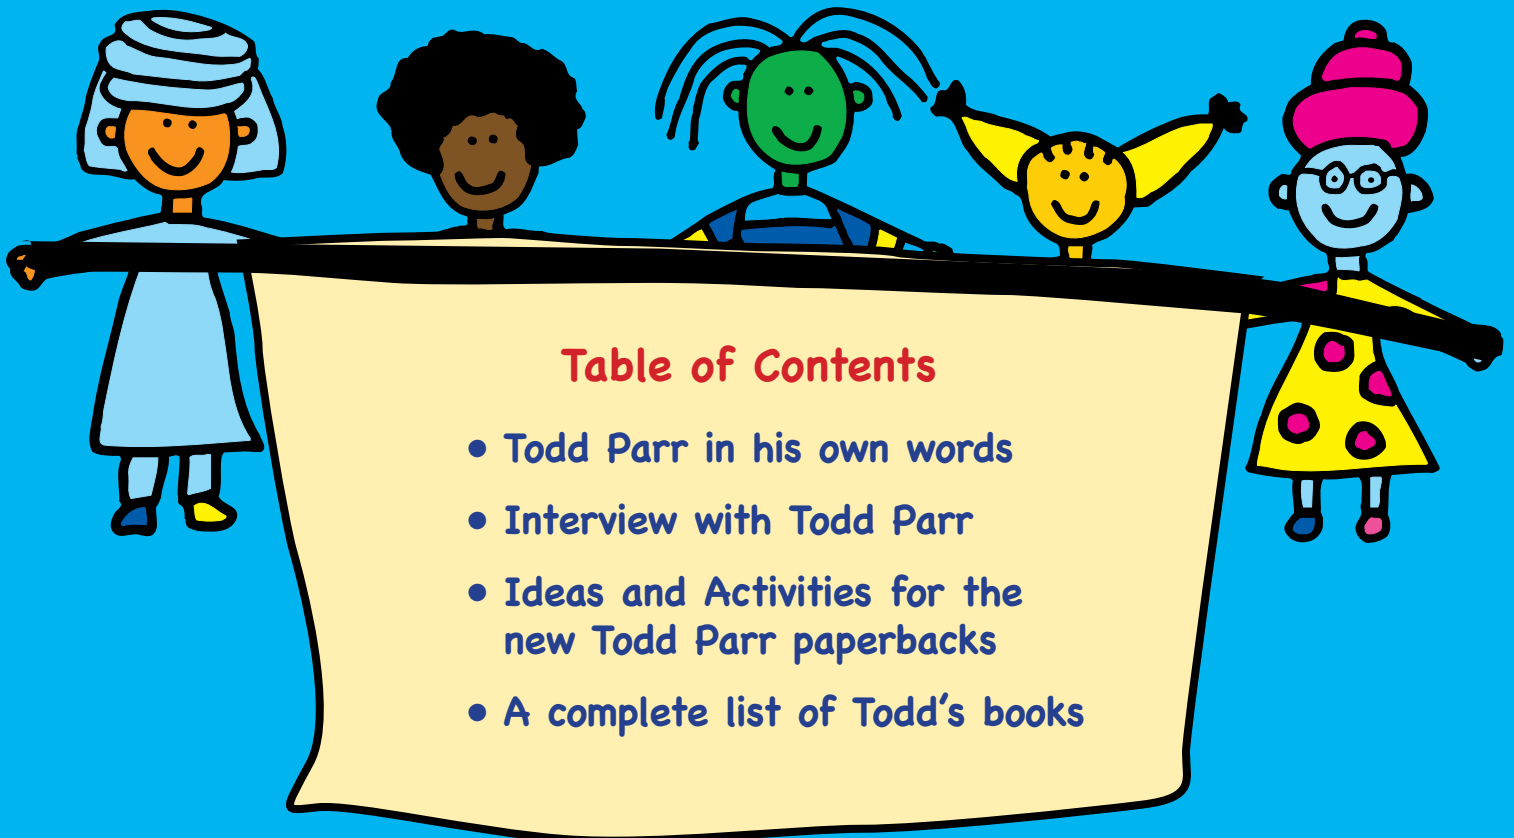 Table of Contents
• Todd Parr in his own words
• Interview with Todd Parr
• Ideas and Activities for the
new Todd Parr paperbacks
• A complete list of Todd’s books